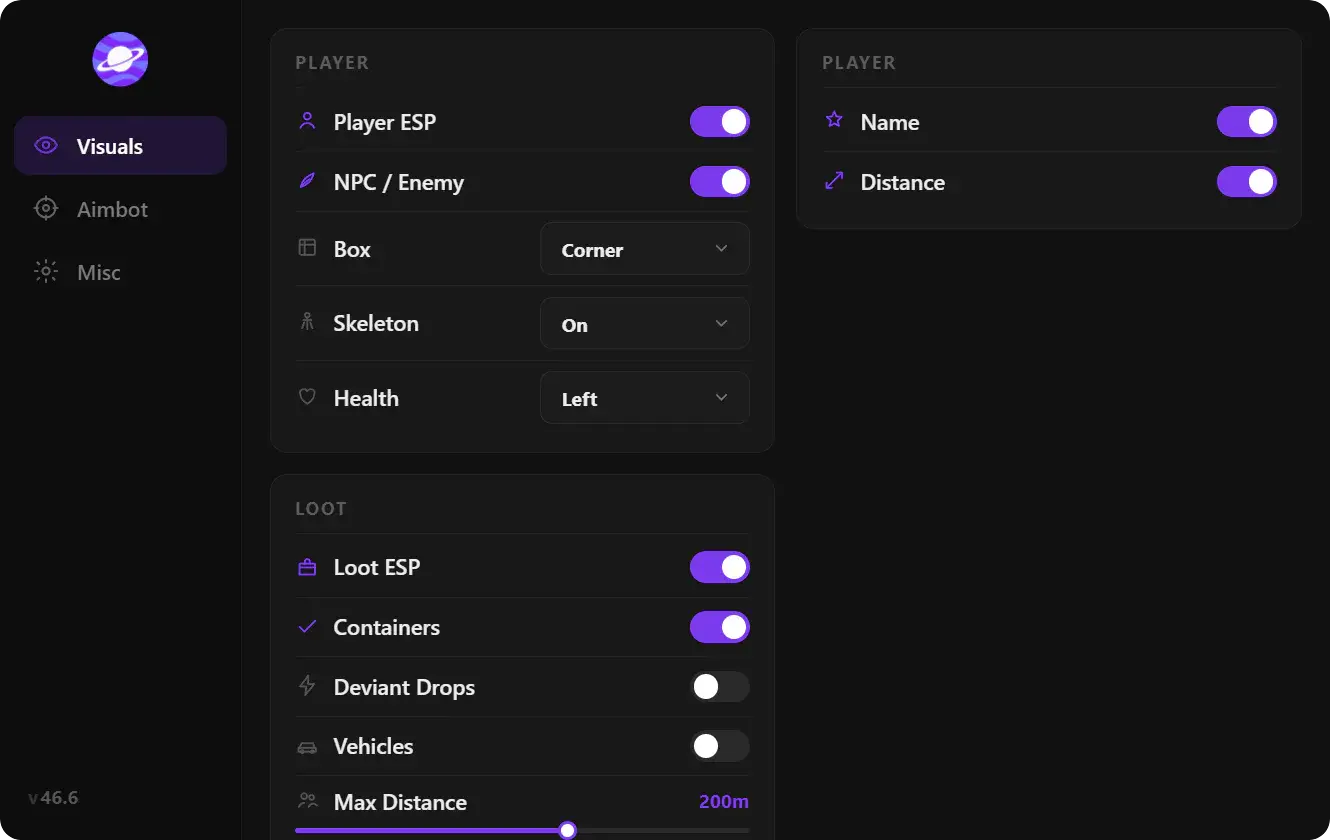 Visuals
Aimbot
Misc
v46.6
PLAYER
Player ESP
NPC / Enemy
Box Corner
Skeleton On
Health Left
LOOT
Loot ESP
Containers
Deviant Drops
Vehicles
Max Distance 200m
PLAYER
Name
Distance